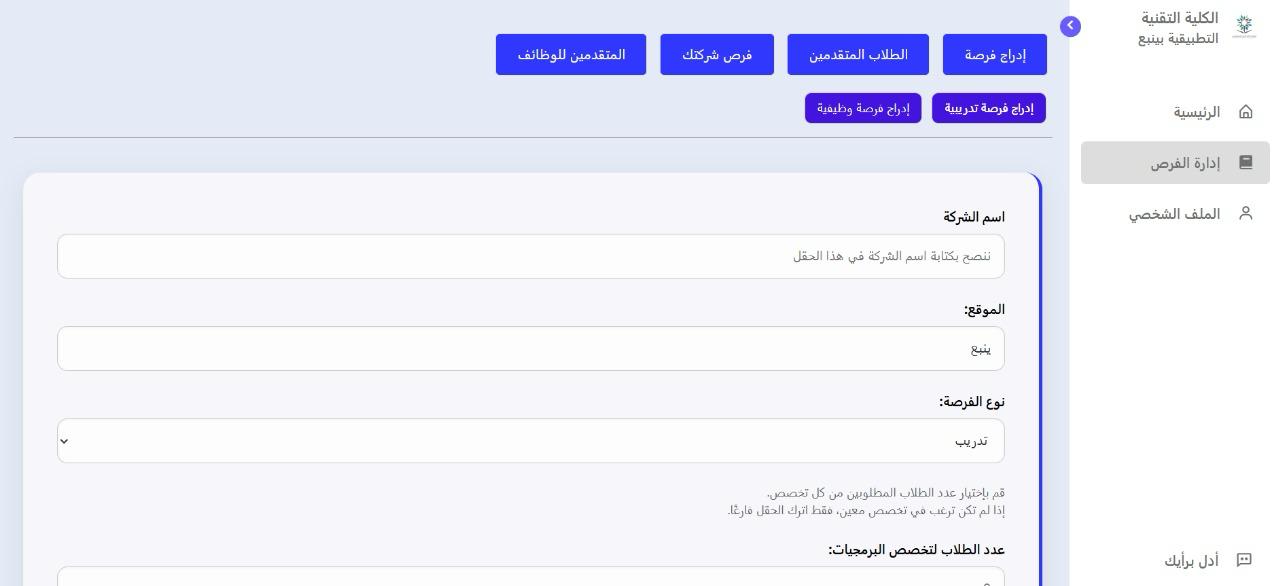 الكلية التقنية
التطبيقية بينبع
الرئيسية
إدارة الفرص
الملف الشخصي
أدل برأيك
إدراج فرصة
الطلاب المتقدمين
فرص شركتك
المتقدمين للوظائف
إدراج فرصة تدريبية
إدراج فرصة وظيفية
اسم الشركة
ننصح بكتابة اسم الشركة في هذا الحقل
الموقع:
ينبع
نوع الفرصة:
تدريب
قم بإختيار عدد الطلاب المطلوبين من كل تخصص.
إذا لم تكن ترغب في تخصص معين، فقط اترك الحقل فارغًا.
عدد الطلاب لتخصص البرمجيات: